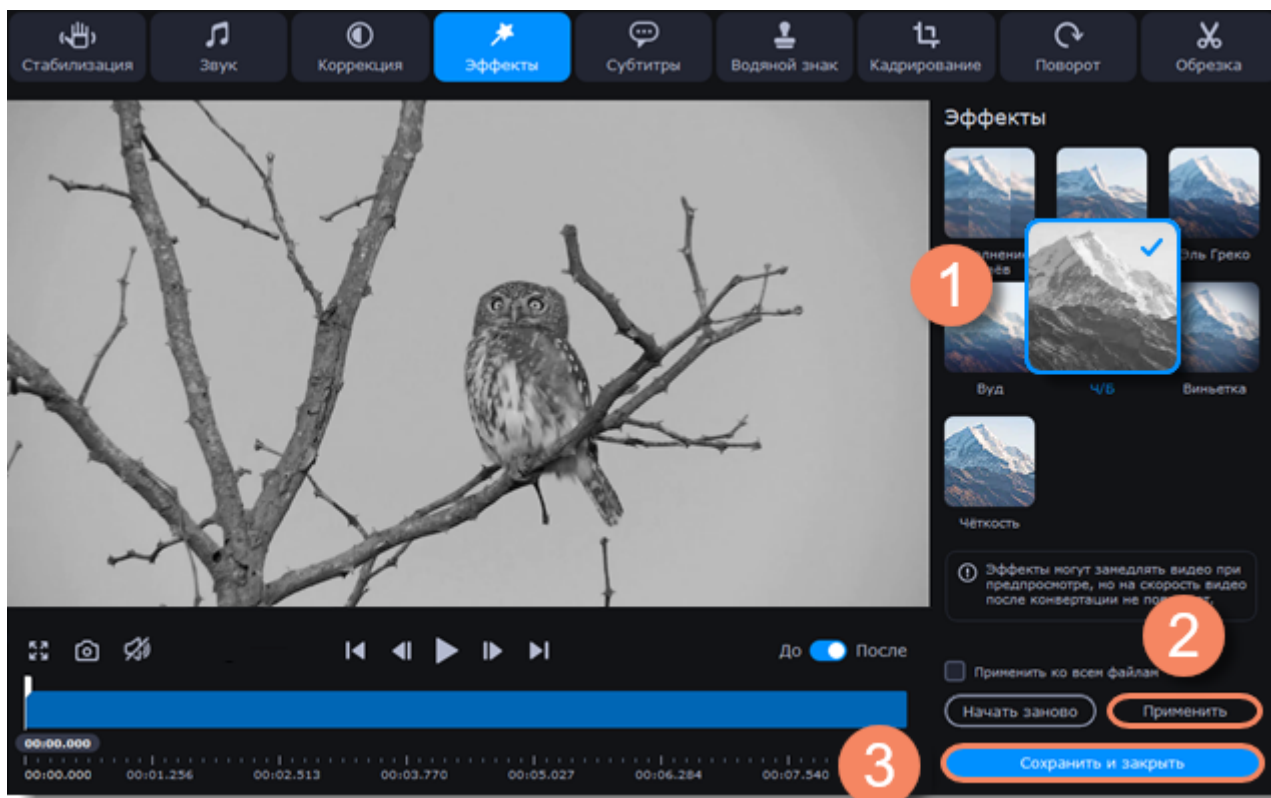 Стабилизация
Звук
Коррекция
Эффекты
Субтитры
Водяной знак
Кадрирование
Поворот
Обрезка
Эффекты
Эль Греко
1
Вуд
Ч/Б
Виньетка
Чёткость
Эффекты могут замедлять видео при
предпросмотре, но на скорость видео
после конвертации не
2
До
После
Применить ко всем файлам
Начать заново
Применить
00:00.000
00:00.000
00:01.256
00:02.513
00:03.770
00:05.027
00:06.284
00:07.540
3
Сохранить и закрыть